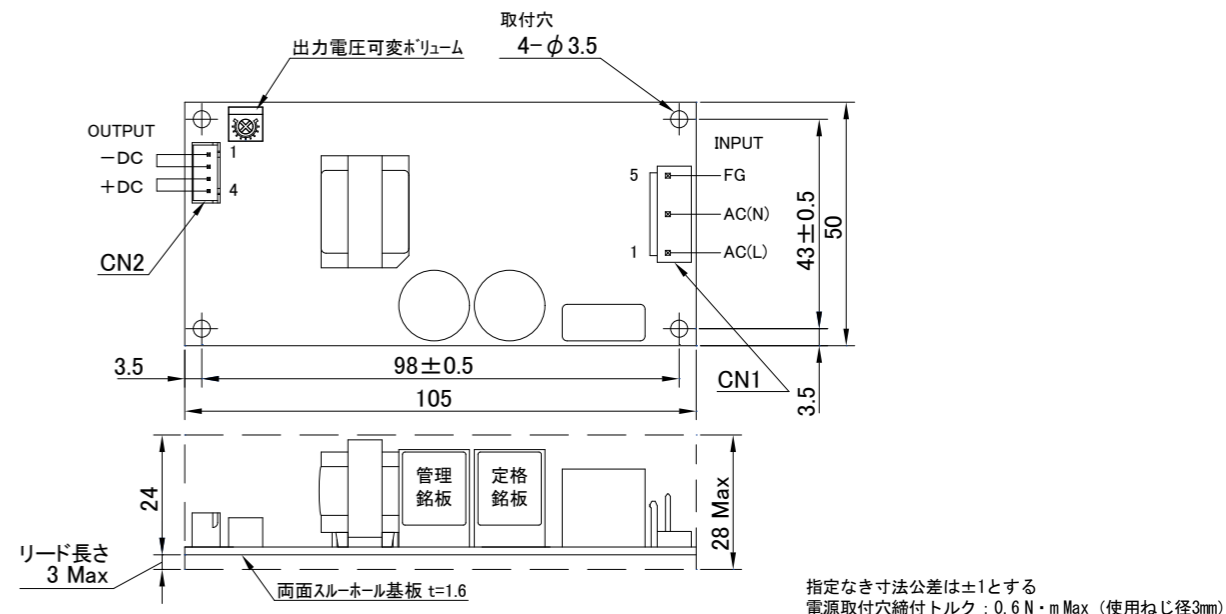 取付穴
4-φ3.5
出力電圧可変ﾎﾞﾘｭｰﾑ
OUTPUT
-DC
+DC
1
4
CN2
INPUT
5
FG
AC(N)
1
AC(L)
43±0.5
50
3.5
98±0.5
105
CN1
3.5
24
管理
銘板
定格
銘板
28 Max
リード長さ
3 Max
両面ｽﾙｰﾎｰﾙ基板 t=1.6
指定なき寸法公差は±1とする
電源取付穴締付トルク：0.6N・m Max (使用ねじ径3mm)